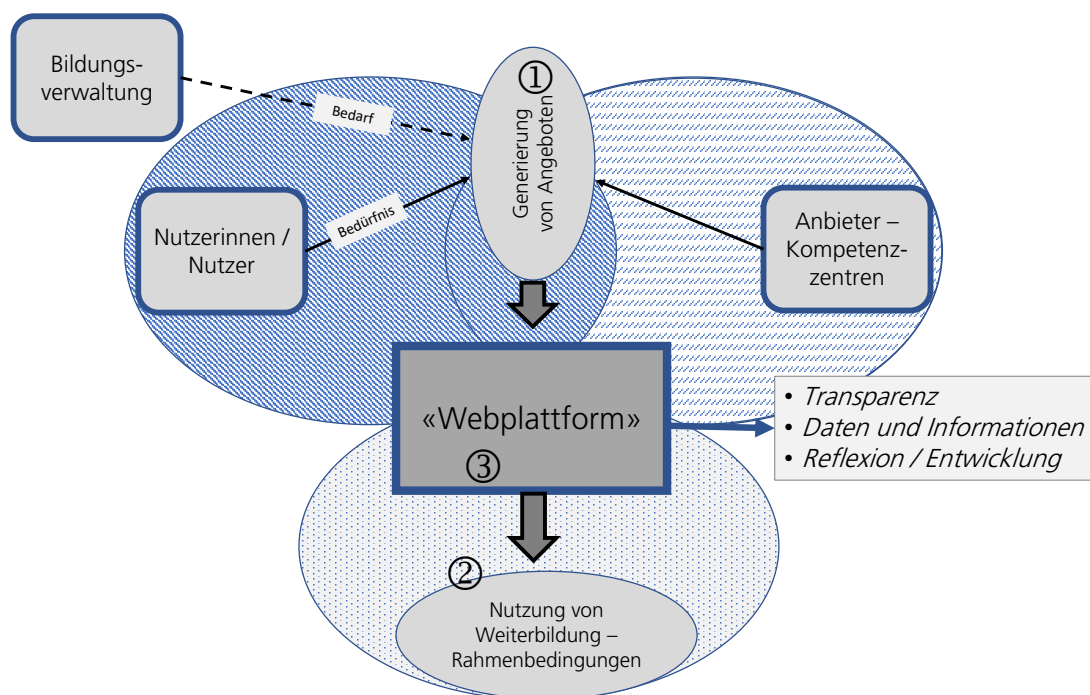 Bildungs-
verwaltung
Bedarf
①
Generierung
von Angeboten
Nutzerinnen /
Nutzer
Bedürfnis
Anbieter –
Kompetenz-
zentren
«Webplattform»
③
• Transparenz
• Daten und Informationen
• Reflexion / Entwicklung
②
Nutzung von
Weiterbildung –
Rahmenbedingungen